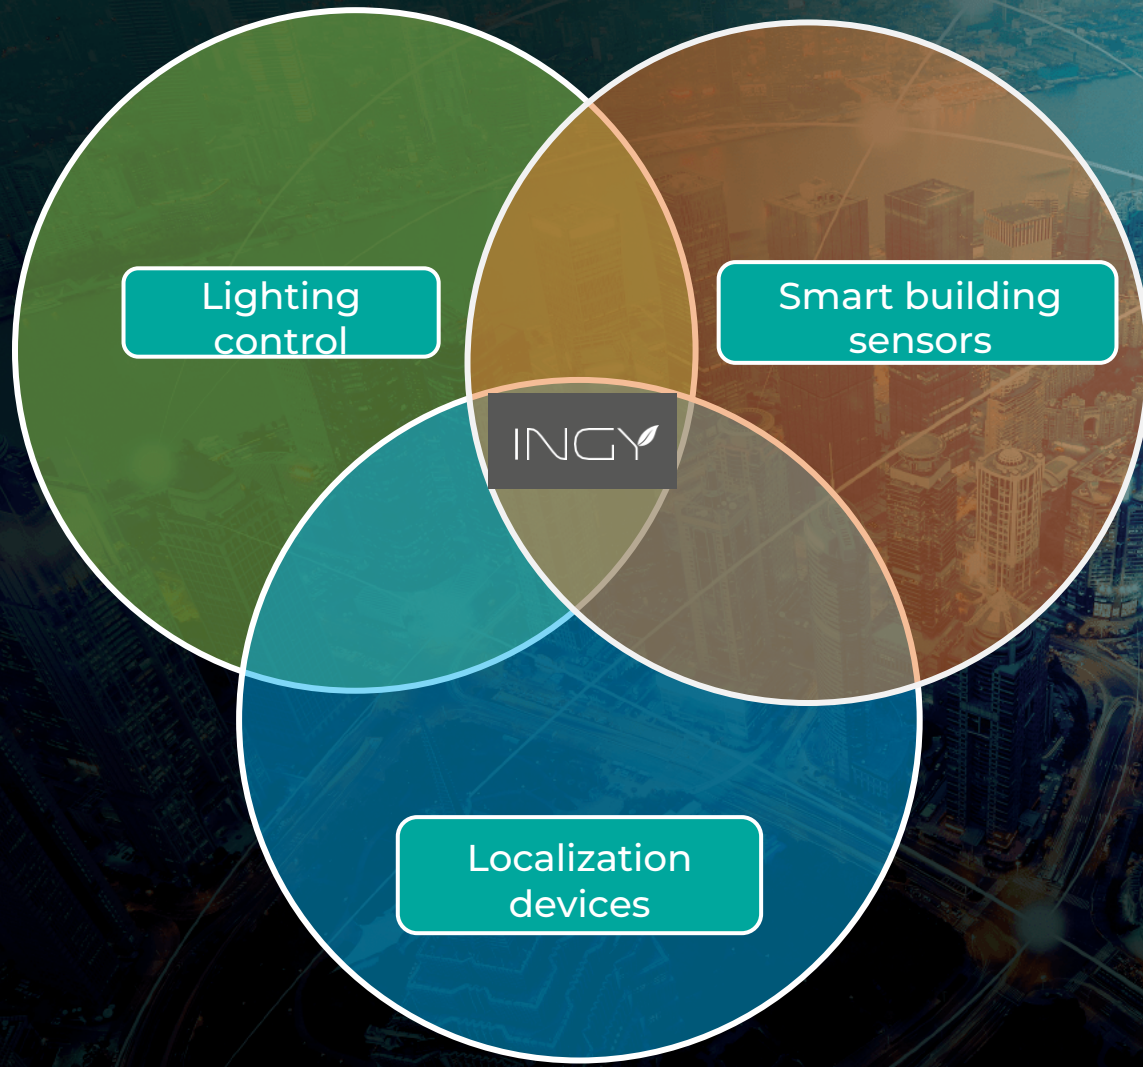 Lighting
control
Smart building
sensors
INGY
Localization
devices